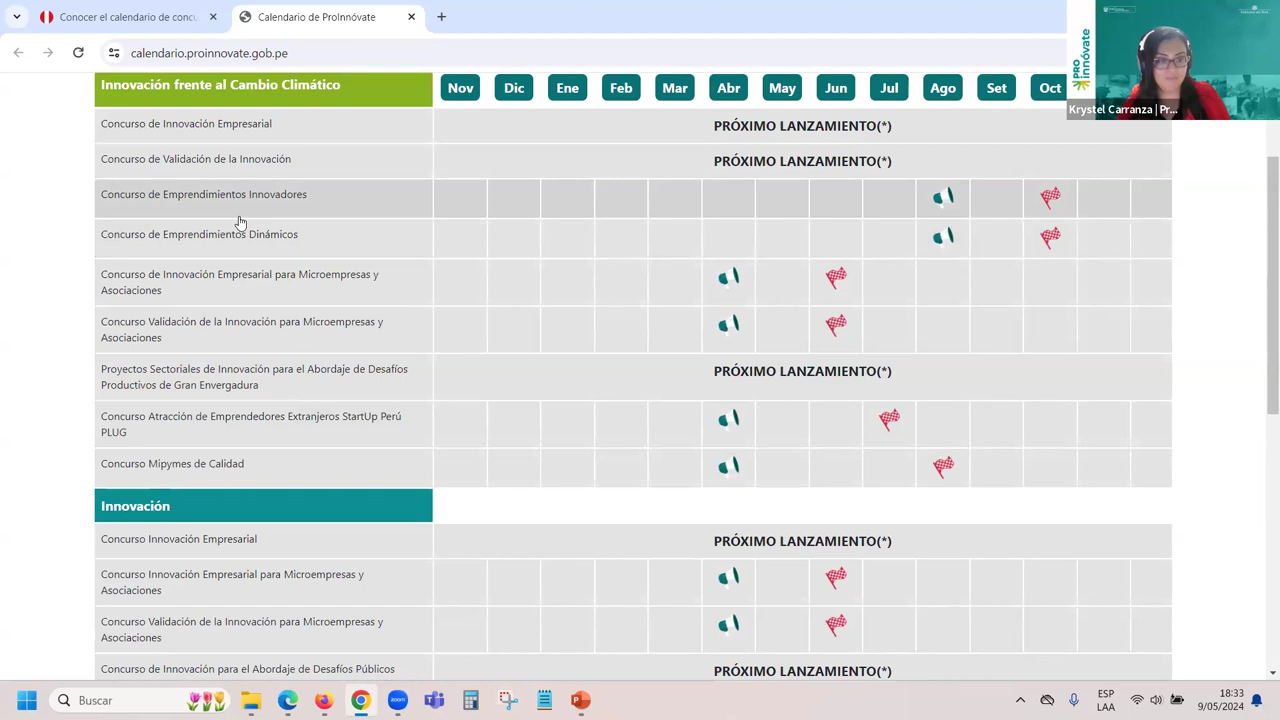 Conocer el calendario de concu
Calendario de ProInnóvate
calendario.proinnovate.gob.pe
PRO
innóvate
Krystel Carranza | Pr...
Innovación frente al Cambio Climático
Nov Dic Ene Feb Mar Abr May Jun Jul Ago Set Oct
Concurso de Innovación Empresarial
PRÓXIMO LANZAMIENTO(*)
Concurso de Validación de la Innovación
PRÓXIMO LANZAMIENTO(*)
Concurso de Emprendimientos Innovadores
Concurso de Emprendimientos Dinámicos
Concurso de Innovación Empresarial para Microempresas y
Asociaciones
Concurso Validación de la Innovación para Microempresas y
Asociaciones
Proyectos Sectoriales de Innovación para el Abordaje de Desafíos
Productivos de Gran Envergadura
PRÓXIMO LANZAMIENTO(*)
Concurso Atracción de Emprendedores Extranjeros StartUp Perú
PLUG
Concurso Mipymes de Calidad
Innovación
Concurso Innovación Empresarial
PRÓXIMO LANZAMIENTO(*)
Concurso Innovación Empresarial para Microempresas y
Asociaciones
Concurso Validación de la Innovación para Microempresas y
Asociaciones
Concurso de Innovación para el Abordaje de Desafíos Públicos
PRÓXIMO LANZAMIENTO(*)
Buscar
ESP
LAA
18:33
9/05/2024